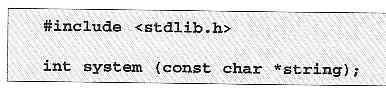 #include <stdlib.h>
int system (const char *string);